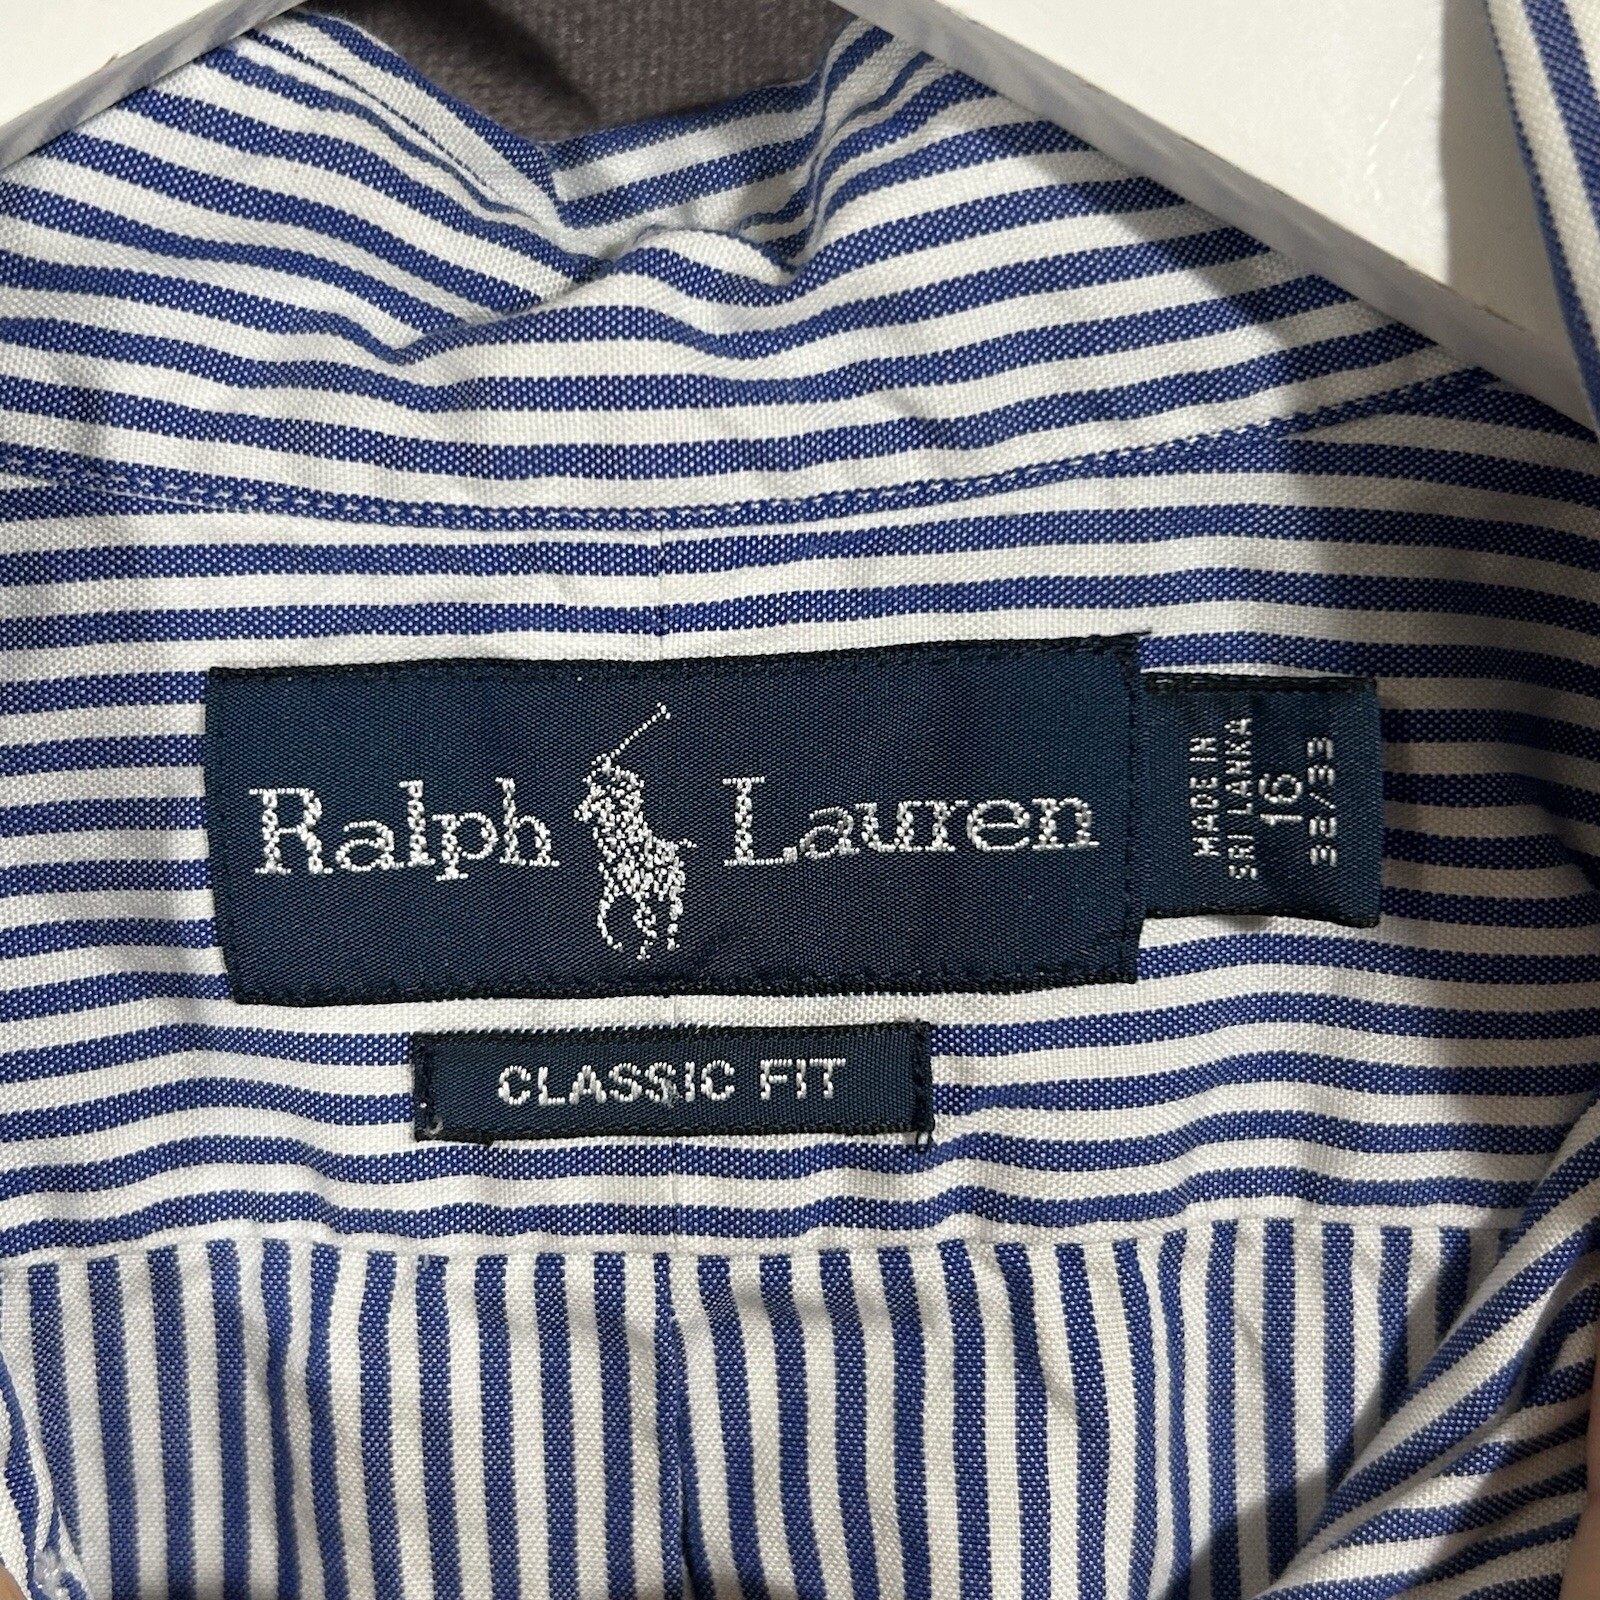 Ralph Lauren
MADE IN
SRI LANKA
16
32/33
CLASSIC FIT